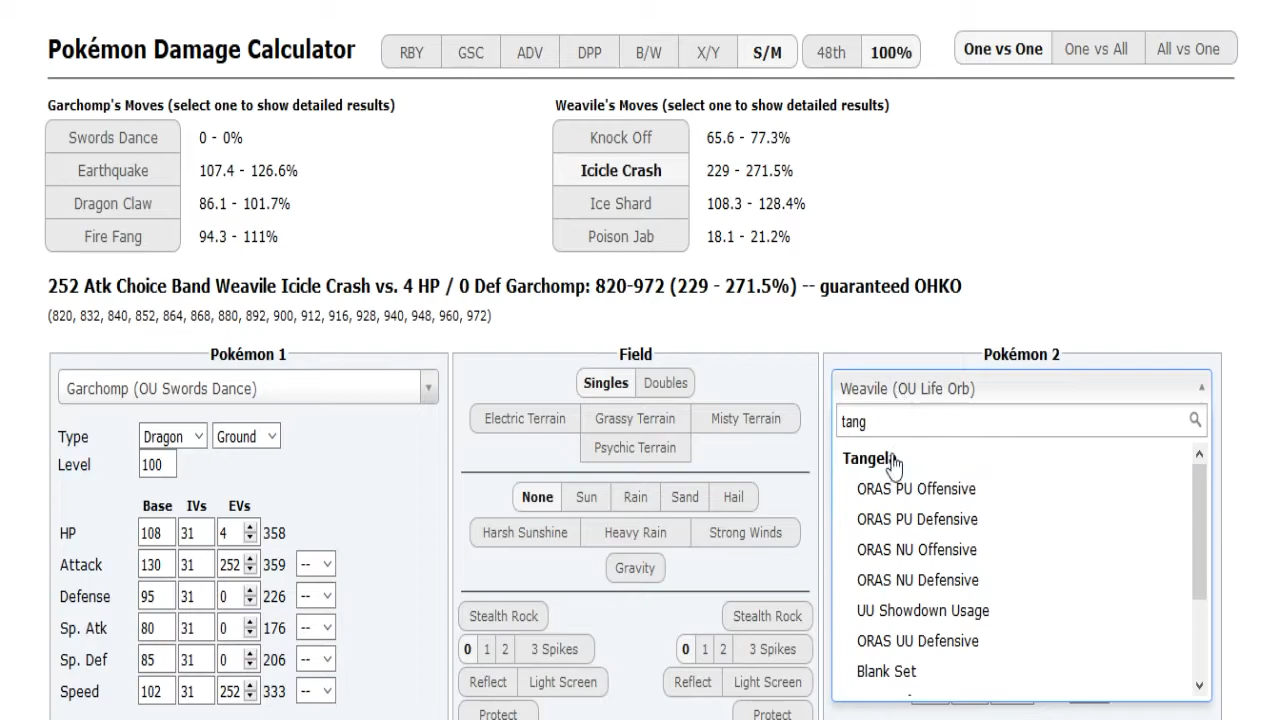 Pokémon Damage Calculator RBY GSC ADV DPP B/W X/Y S/M 48th 100% One vs One One vs All All vs One
Garchomp's Moves (select one to show detailed results) Weavile's Moves (select one to show detailed results)
Swords Dance 0 - 0% Knock Off 65.6 - 77.3%
Earthquake 107.4 - 126.6% Icicle Crash 229 - 271.5%
Dragon Claw 86.1 - 101.7% Ice Shard 108.3 - 128.4%
Fire Fang 94.3 - 111% Poison Jab 18.1 - 21.2%
252 Atk Choice Band Weavile Icicle Crash vs. 4 HP / 0 Def Garchomp: 820-972 (229 - 271.5%) -- guaranteed OHKO
(820, 832, 840, 852, 864, 868, 880, 892, 900, 912, 916, 928, 940, 948, 960, 972)
Pokémon 1
Garchomp (OU Swords Dance)
Type Dragon Ground
Level 100
Base IVs EVs
HP 108 31 4 358
Attack 130 31 252 359 --
Defense 95 31 0 226 --
Sp. Atk 80 31 0 176 --
Sp. Def 85 31 0 206 --
Speed 102 31 252 333 --
Field
Singles Doubles
Electric Terrain Grassy Terrain Misty Terrain
Psychic Terrain
None Sun Rain Sand Hail
Harsh Sunshine Heavy Rain Strong Winds
Gravity
Stealth Rock Stealth Rock
0 1 2 3 Spikes 0 1 2 3 Spikes
Reflect Light Screen Reflect Light Screen
Protect Protect
Pokémon 2
Weavile (OU Life Orb)
tang
Tangela
ORAS PU Offensive
ORAS PU Defensive
ORAS NU Offensive
ORAS NU Defensive
UU Showdown Usage
ORAS UU Defensive
Blank Set